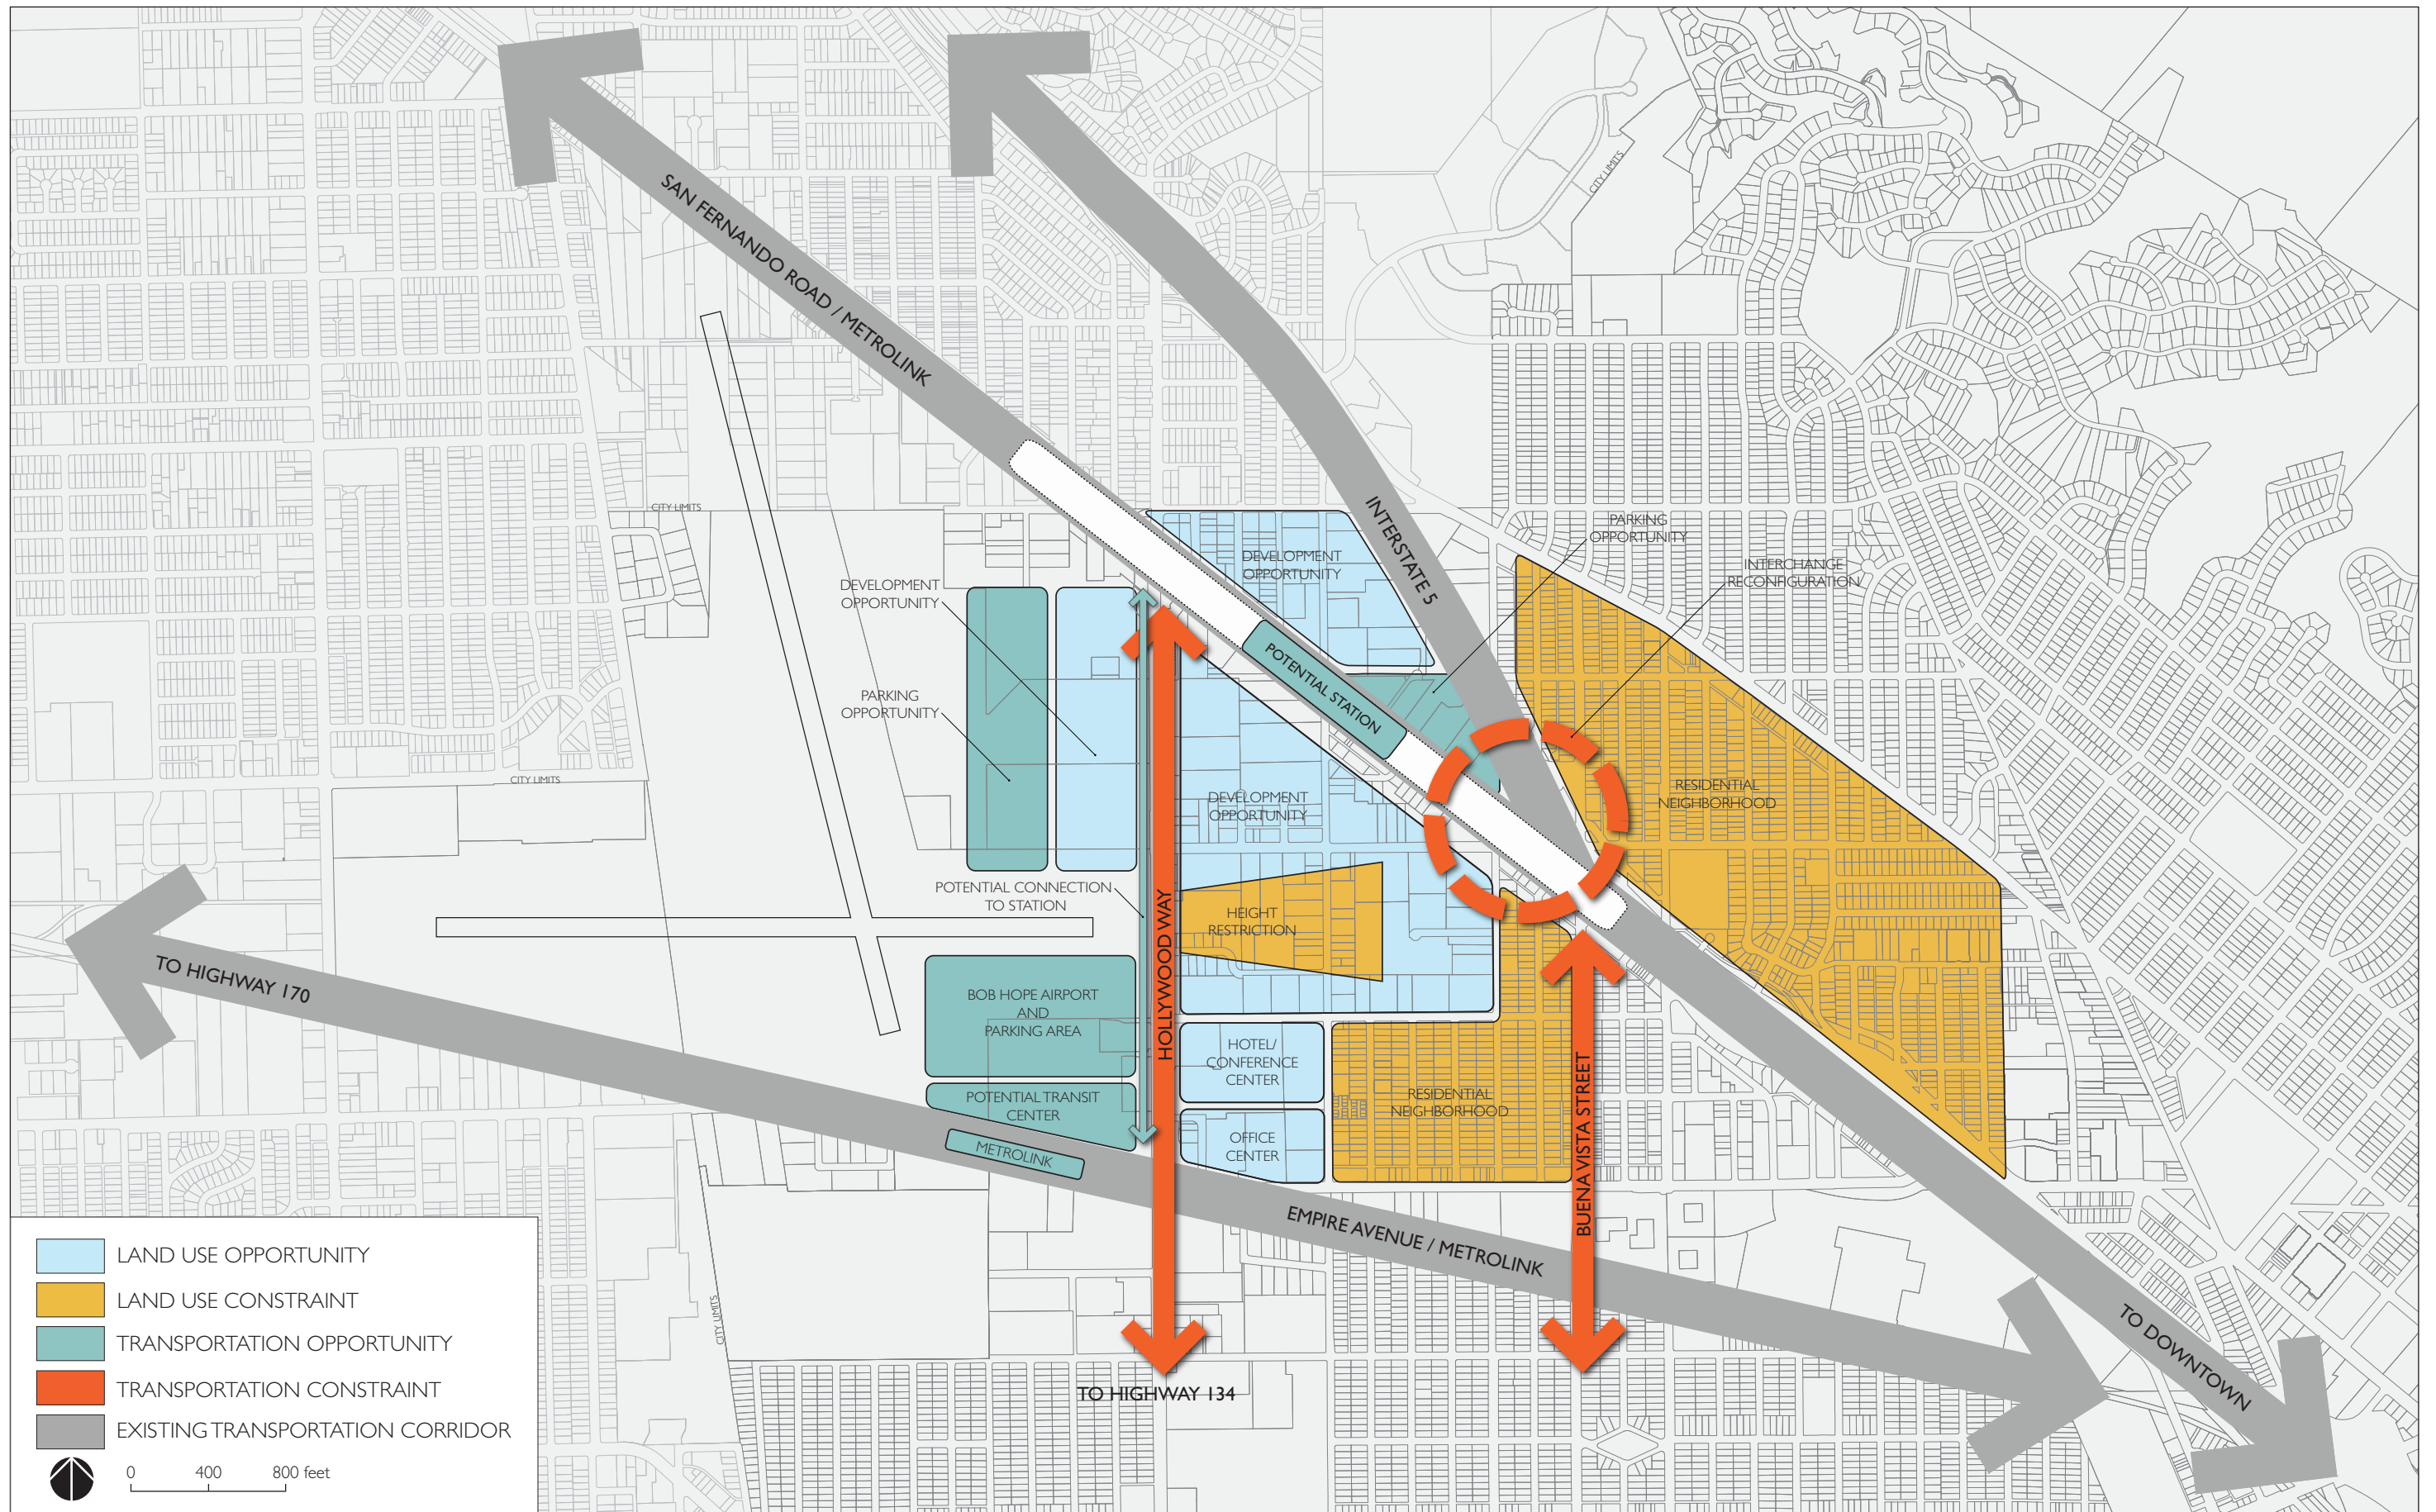 CITY LIMITS
SAN FERNANDO ROAD / METROLINK
INTERSTATE 5
CITY LIMITS
PARKING
OPPORTUNITY
DEVELOPMENT
OPPORTUNITY
INTERCHANGE
RECONFIGURATION
DEVELOPMENT
OPPORTUNITY
POTENTIAL STATION
PARKING
OPPORTUNITY
CITY LIMITS
RESIDENTIAL
NEIGHBORHOOD
DEVELOPMENT
OPPORTUNITY
POTENTIAL CONNECTION
TO STATION
HOLLYWOOD WAY
HEIGHT
RESTRICTION
TO HIGHWAY 170
BOB HOPE AIRPORT
AND
PARKING AREA
HOTEL/
CONFERENCE
CENTER
POTENTIAL TRANSIT
CENTER
RESIDENTIAL
NEIGHBORHOOD
BUENA VISTA STREET
METROLINK
OFFICE
CENTER
EMPIRE AVENUE / METROLINK
CITY LIMITS
TO DOWNTOWN
TO HIGHWAY 134
LAND USE OPPORTUNITY
LAND USE CONSTRAINT
TRANSPORTATION OPPORTUNITY
TRANSPORTATION CONSTRAINT
EXISTING TRANSPORTATION CORRIDOR
0 400 800 feet